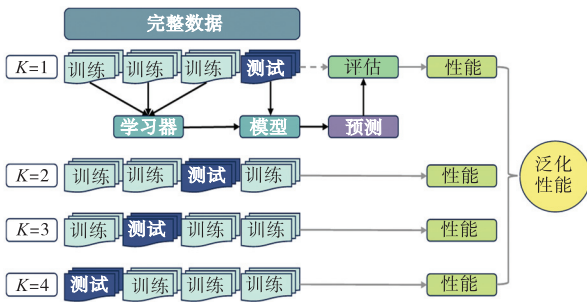 完整数据
K=1
训练
训练
训练
测试
评估
性能
学习器
模型
预测
K=2
训练
训练
测试
训练
性能
泛化
性能
K=3
训练
测试
训练
训练
性能
K=4
测试
训练
训练
训练
性能